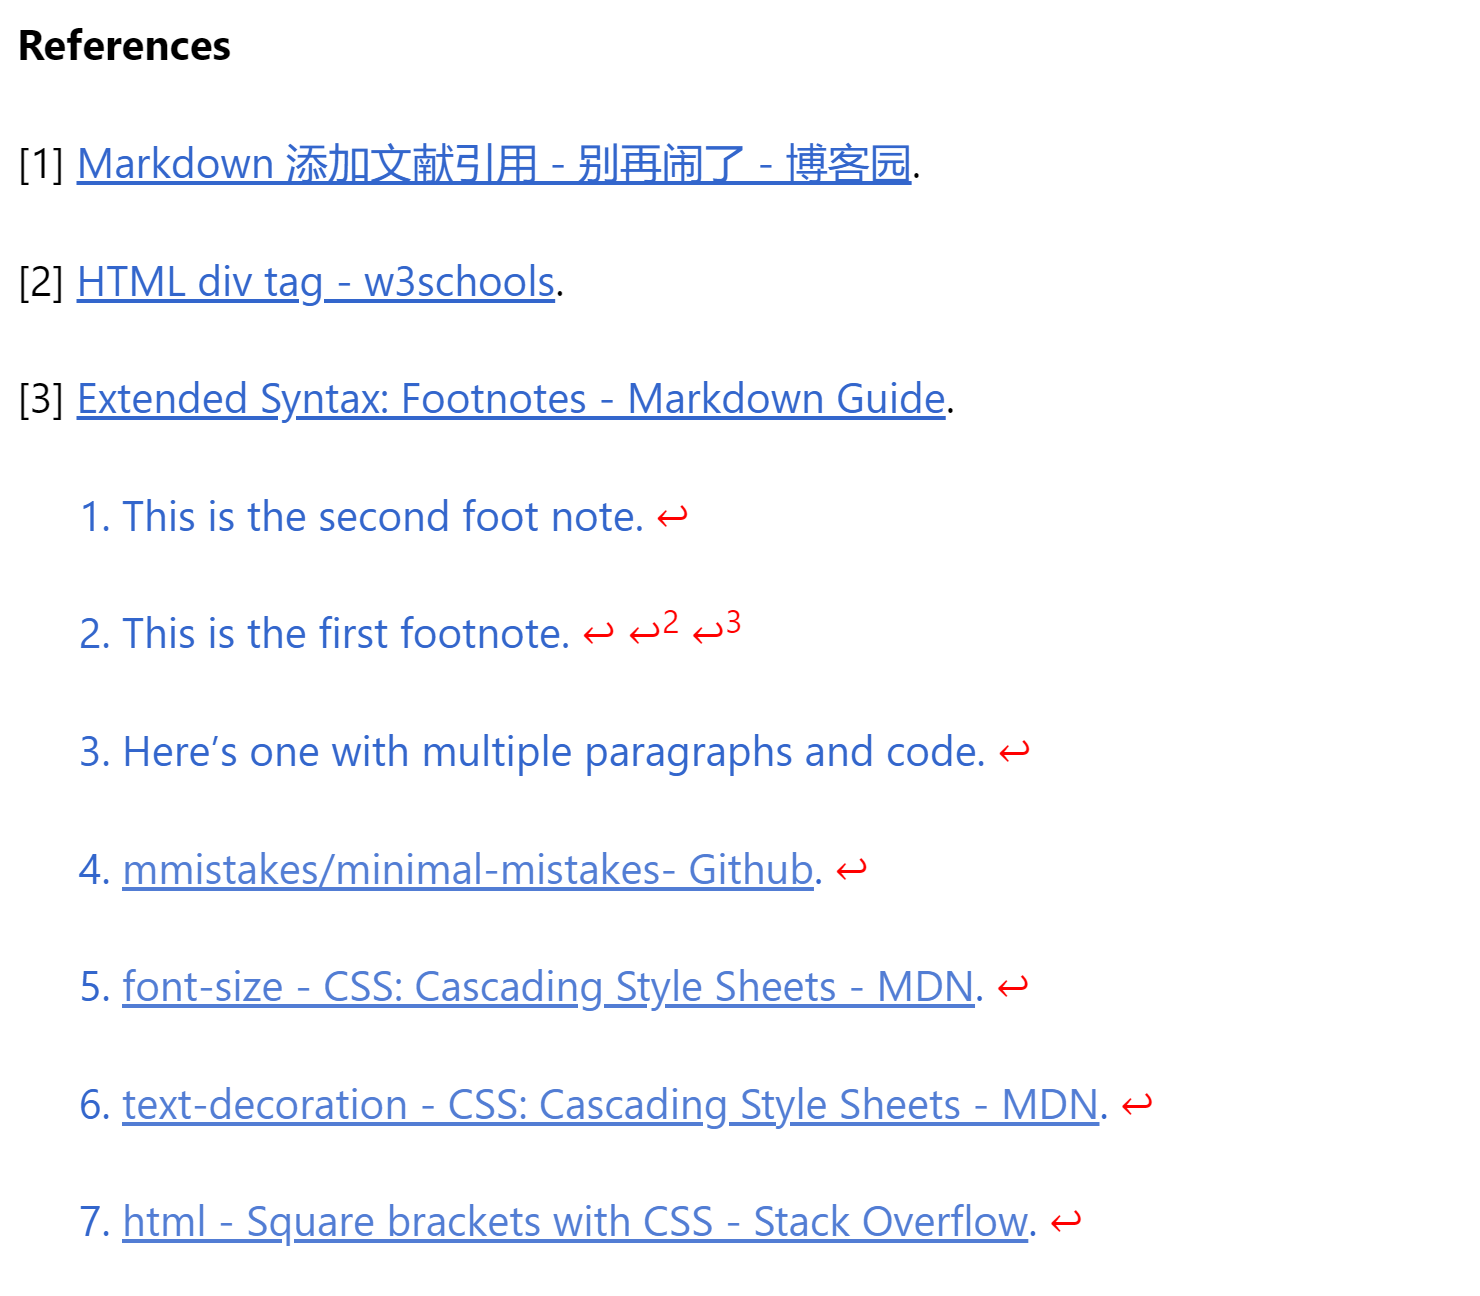 References
[1] Markdown 添加文献引用 - 别再闹了 - 博客园.
[2] HTML div tag - w3schools.
[3] Extended Syntax: Footnotes - Markdown Guide.
1. This is the second foot note. ↩
2. This is the first footnote. ↩ ↩2 ↩3
3. Here’s one with multiple paragraphs and code. ↩
4. mmistakes/minimal-mistakes- Github. ↩
5. font-size - CSS: Cascading Style Sheets - MDN. ↩
6. text-decoration - CSS: Cascading Style Sheets - MDN. ↩
7. html - Square brackets with CSS - Stack Overflow. ↩